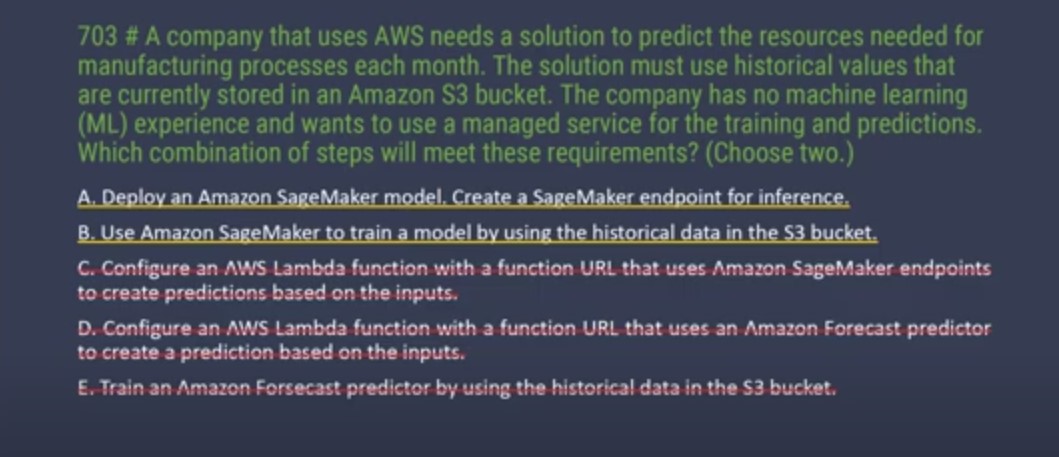 703 # A company that uses AWS needs a solution to predict the resources needed for
manufacturing processes each month. The solution must use historical values that
are currently stored in an Amazon S3 bucket. The company has no machine learning
(ML) experience and wants to use a managed service for the training and predictions.
Which combination of steps will meet these requirements? (Choose two.)
A. Deploy an Amazon SageMaker model. Create a SageMaker endpoint for inference.
B. Use Amazon SageMaker to train a model by using the historical data in the S3 bucket.
C. Configure an AWS Lambda function with a function URL that uses Amazon SageMaker endpoints
to create predictions based on the inputs.
D. Configure an AWS Lambda function with a function URL that uses an Amazon Forecast predictor
to create a prediction based on the inputs.
E. Train an Amazon Forsecast predictor by using the historical data in the S3 bucket.